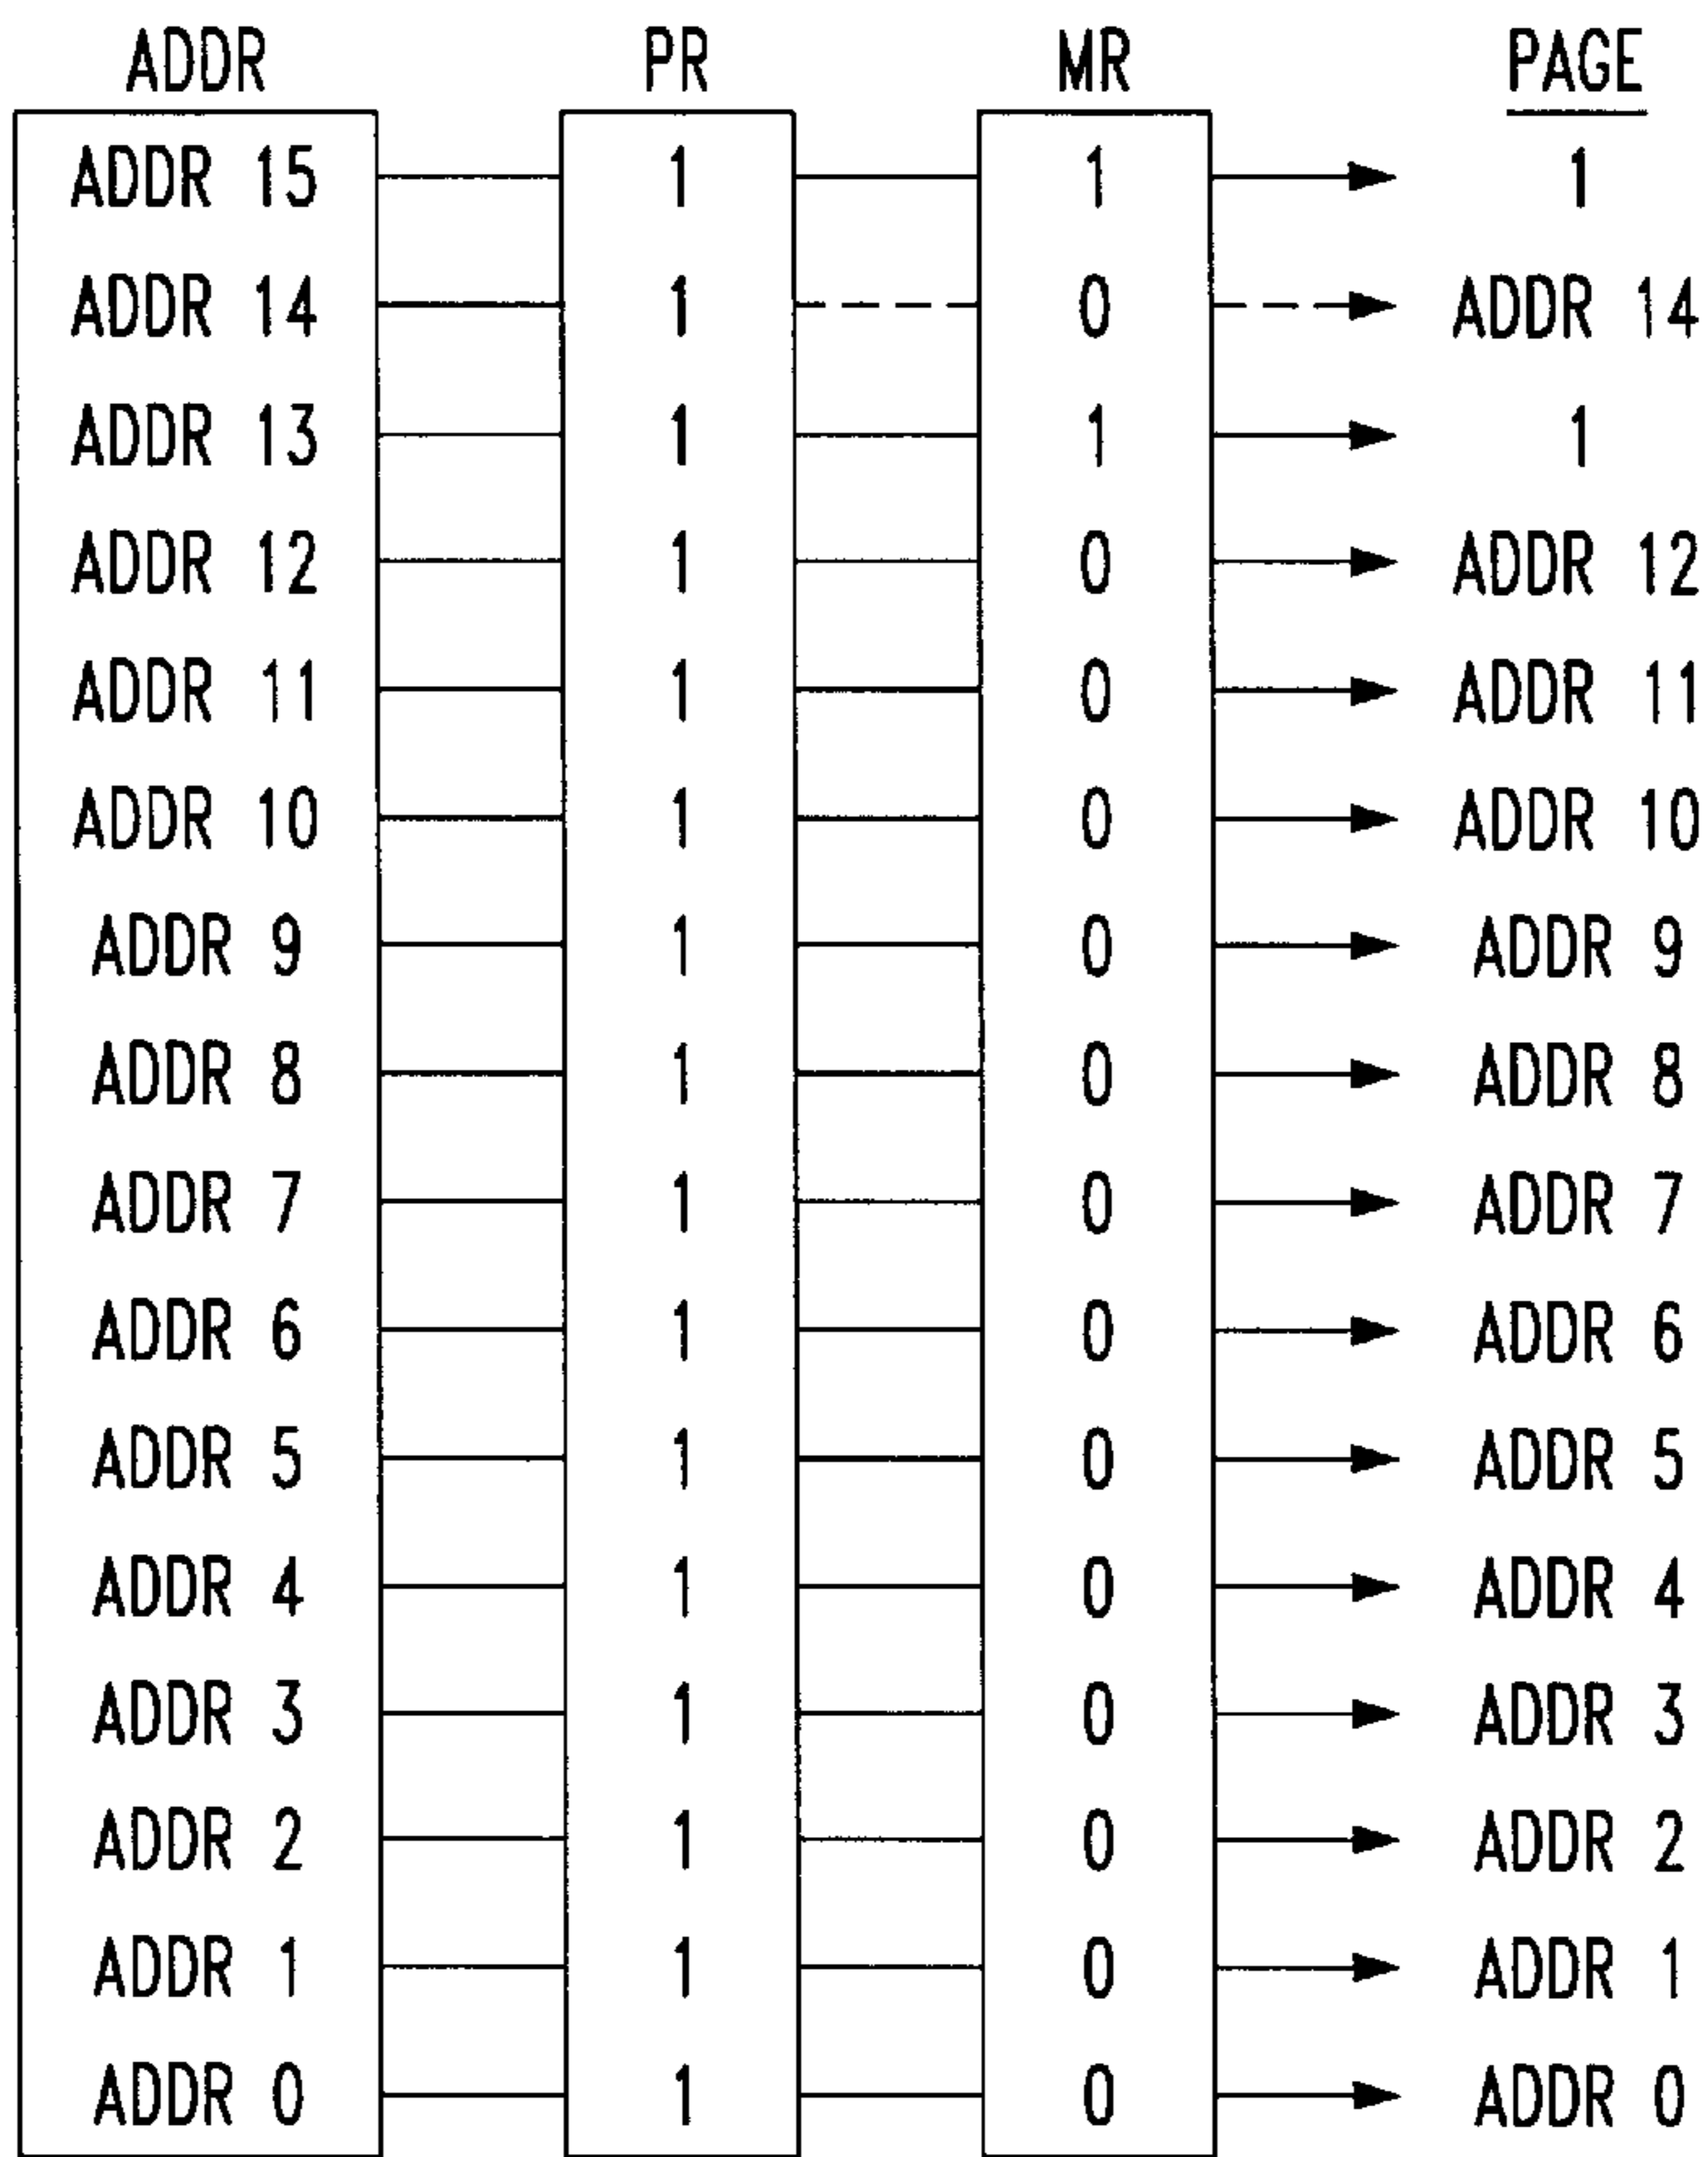 ADDR PR MR PAGE
ADDR 15 1 1 1
ADDR 14 1 0 ADDR 14
ADDR 13 1 1 1
ADDR 12 1 0 ADDR 12
ADDR 11 1 0 ADDR 11
ADDR 10 1 0 ADDR 10
ADDR 9 1 0 ADDR 9
ADDR 8 1 0 ADDR 8
ADDR 7 1 0 ADDR 7
ADDR 6 1 0 ADDR 6
ADDR 5 1 0 ADDR 5
ADDR 4 1 0 ADDR 4
ADDR 3 1 0 ADDR 3
ADDR 2 1 0 ADDR 2
ADDR 1 1 0 ADDR 1
ADDR 0 1 0 ADDR 0